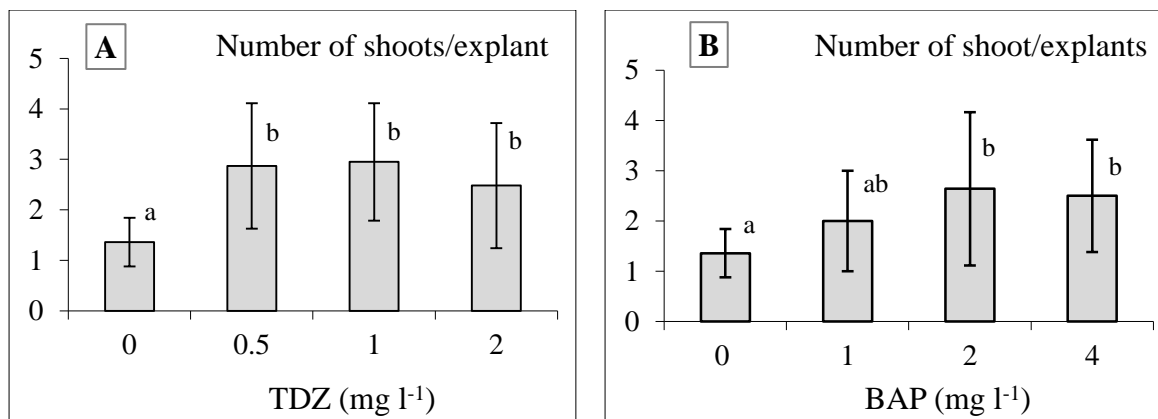 A
Number of shoots/explant
5
4
3
2
1
0
a
b
b
b
0 0.5 1 2
TDZ (mg l-1)
B
Number of shoot/explants
5
4
3
2
1
0
a
ab
b
b
0 1 2 4
BAP (mg l-1)